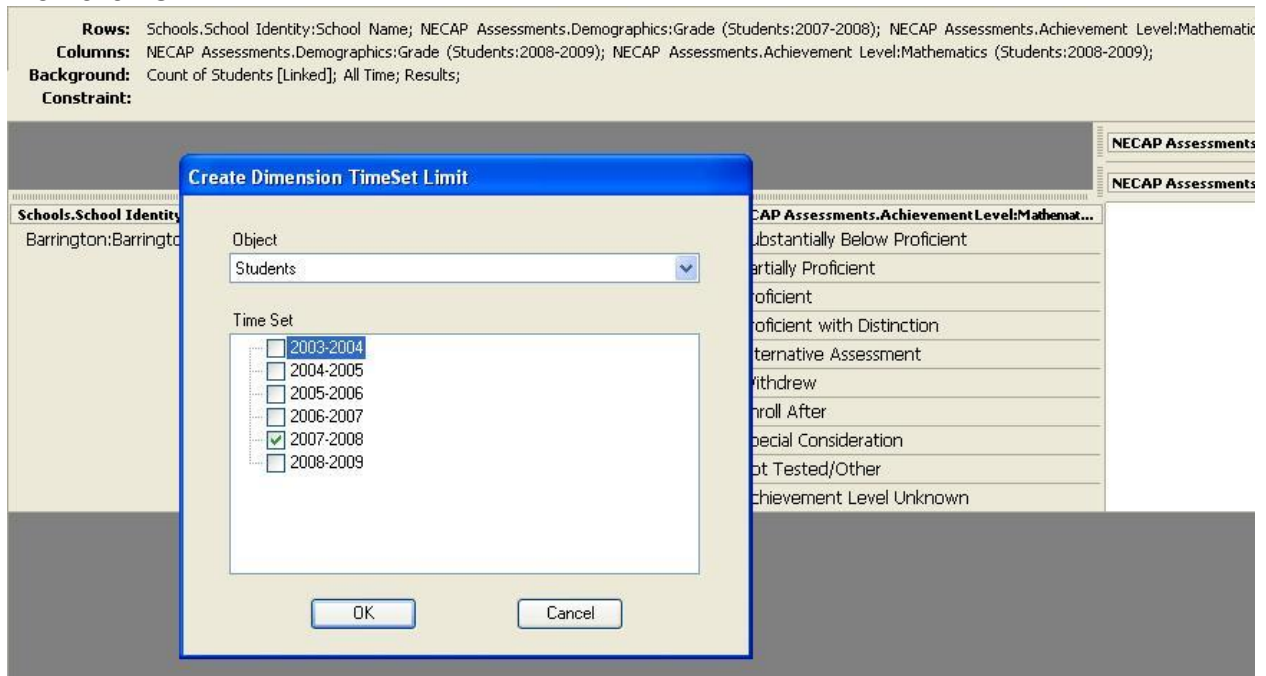 Rows: Schools.School Identity:School Name; NECAP Assessments.Demographics:Grade (Students:2007-2008); NECAP Assessments.Achievement Level:Mathematic
Columns: NECAP Assessments.Demographics:Grade (Students:2008-2009); NECAP Assessments.Achievement Level:Mathematics (Students:2008-2009);
Background: Count of Students [Linked]; All Time; Results;
Constraint:
NECAP Assessments
NECAP Assessments
Schools.School Identity
CAP Assessments.Achievement Level:Mathemat...
Barrington:Barringto
ubstantially Below Proficient
artially Proficient
roficient
roficient with Distinction
lternative Assessment
ithdrew
nroll After
pecial Consideration
ot Tested/Other
chievement Level Unknown
Create Dimension TimeSet Limit
Object
Students
Time Set
2003-2004
2004-2005
2005-2006
2006-2007
2007-2008
2008-2009
OK Cancel